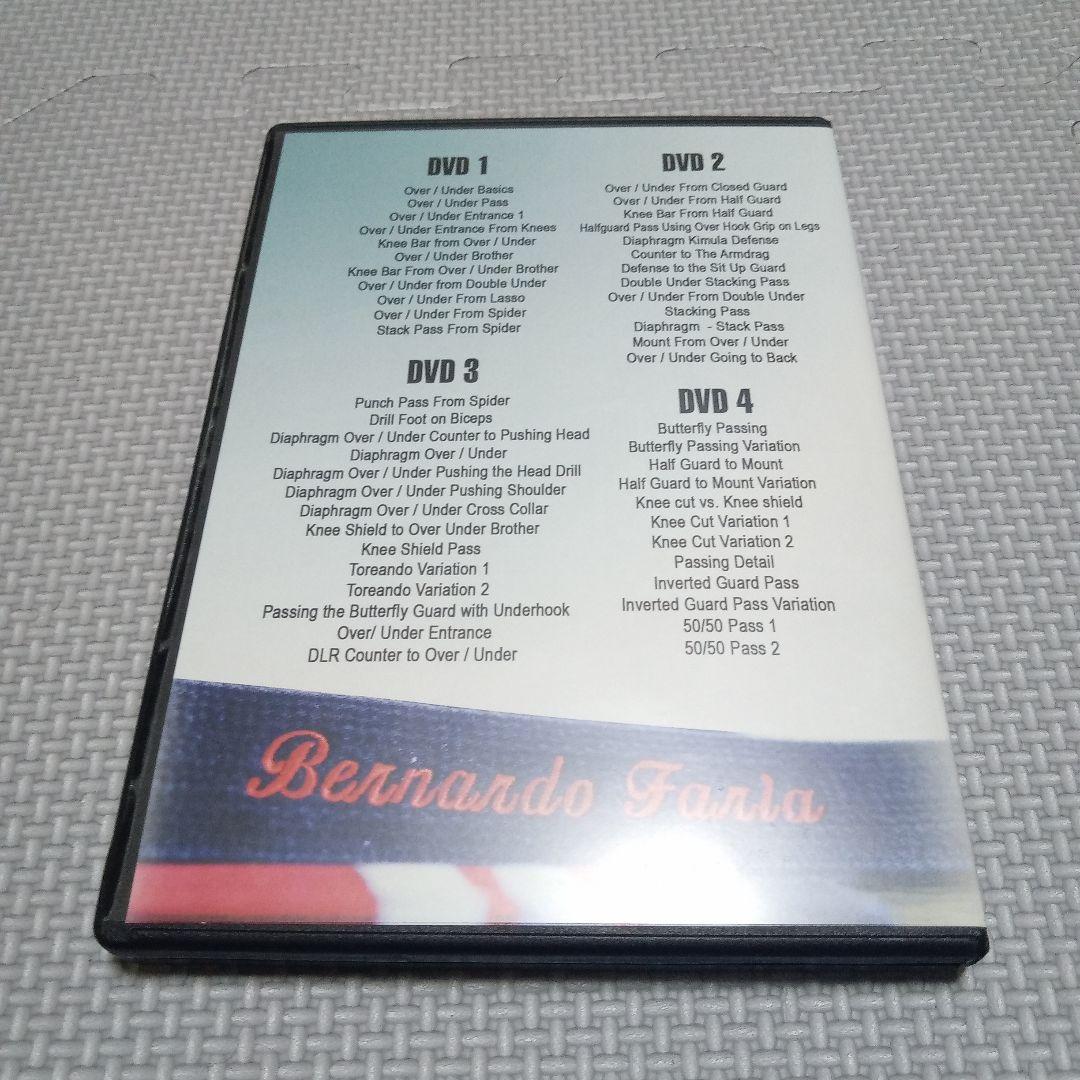 DVD 1
Over / Under Basics
Over / Under Pass
Over / Under Entrance 1
Over / Under Entrance From Knees
Knee Bar from Over / Under
Over / Under Brother
Knee Bar From Over / Under Brother
Over / Under from Double Under
Over / Under From Lasso
Over / Under From Spider
Stack Pass From Spider
DVD 2
Over / Under From Closed Guard
Over / Under From Half Guard
Knee Bar From Half Guard
Halfguard Pass Using Over Hook Grip on Legs
Diaphragm Kimula Defense
Counter to The Armdrag
Defense to the Sit Up Guard
Double Under Stacking Pass
Over / Under From Double Under
Stacking Pass
Diaphragm - Stack Pass
Mount From Over / Under
Over / Under Going to Back
DVD 3
Punch Pass From Spider
Drill Foot on Biceps
Diaphragm Over / Under Counter to Pushing Head
Diaphragm Over / Under
Diaphragm Over / Under Pushing the Head Drill
Diaphragm Over / Under Pushing Shoulder
Diaphragm Over / Under Cross Collar
Knee Shield to Over Under Brother
Knee Shield Pass
Toreando Variation 1
Toreando Variation 2
Passing the Butterfly Guard with Underhook
Over/ Under Entrance
DLR Counter to Over / Under
DVD 4
Butterfly Passing
Butterfly Passing Variation
Half Guard to Mount
Half Guard to Mount Variation
Knee cut vs. Knee shield
Knee Cut Variation 1
Knee Cut Variation 2
Passing Detail
Inverted Guard Pass
Inverted Guard Pass Variation
50/50 Pass 1
50/50 Pass 2
Bernardo Faria